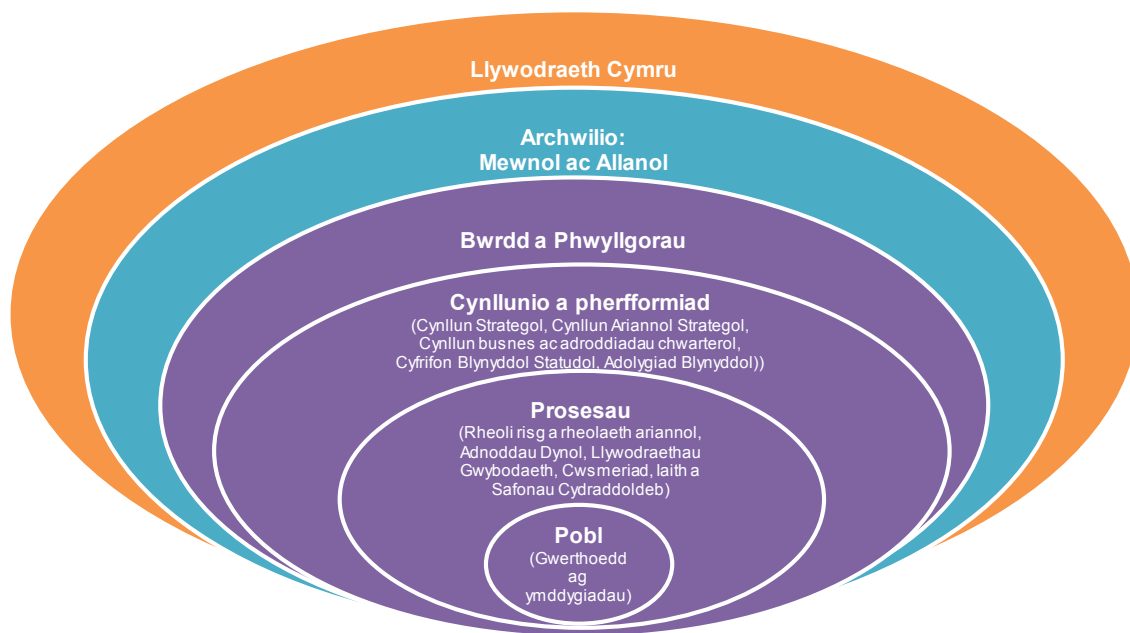 Llywodraeth Cymru
Archwilio:
Mewnol ac Allanol
Bwrdd a Phwyllgorau
Cynllunio a pherfformiad
(Cynllun Strategol, Cynllun Ariannol Strategol,
Cynllun busnes ac adroddiadau chwarterol,
Cyfrifon Blynyddol Statudol, Adolygiad Blynyddol))
Prosesau
(Rheoli risg a rheolaeth ariannol,
Adnoddau Dynol, Llywodraethau
Gwybodaeth, Cwsmeriad, Iaith a
Safonau Cydraddoldeb)
Pobl
(Gwerthoedd
ag
ymddygiadau)